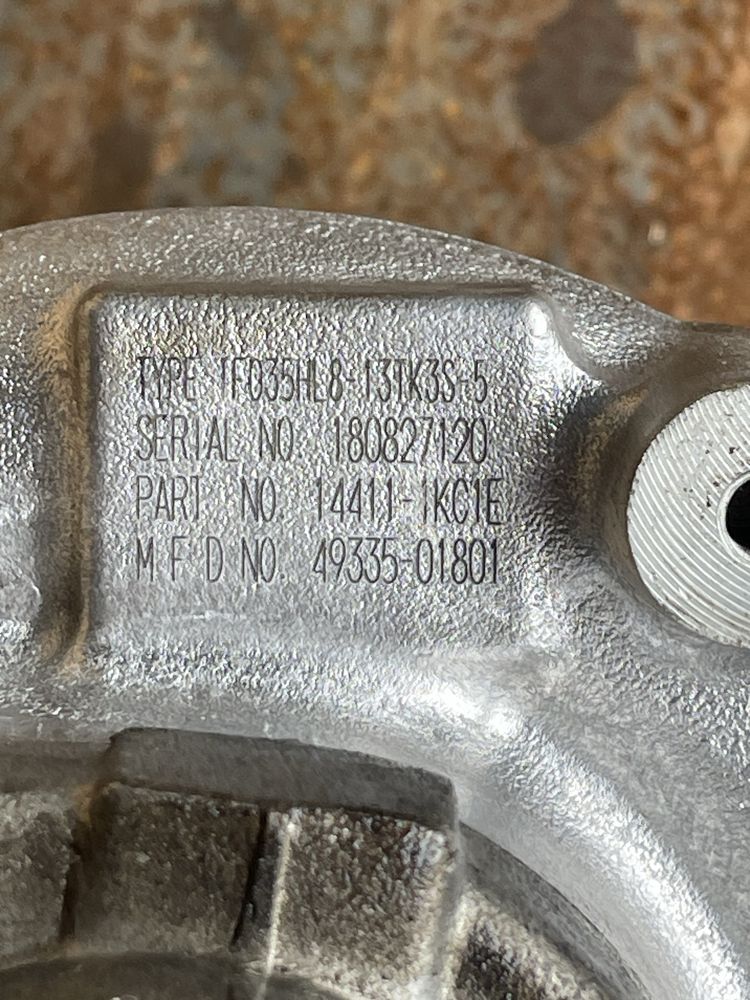 TYPE TF035HL8-13TK3S-5
SERIAL NO. 180827120
PART NO. 14411-1KC1E
M F D NO. 49335-01801